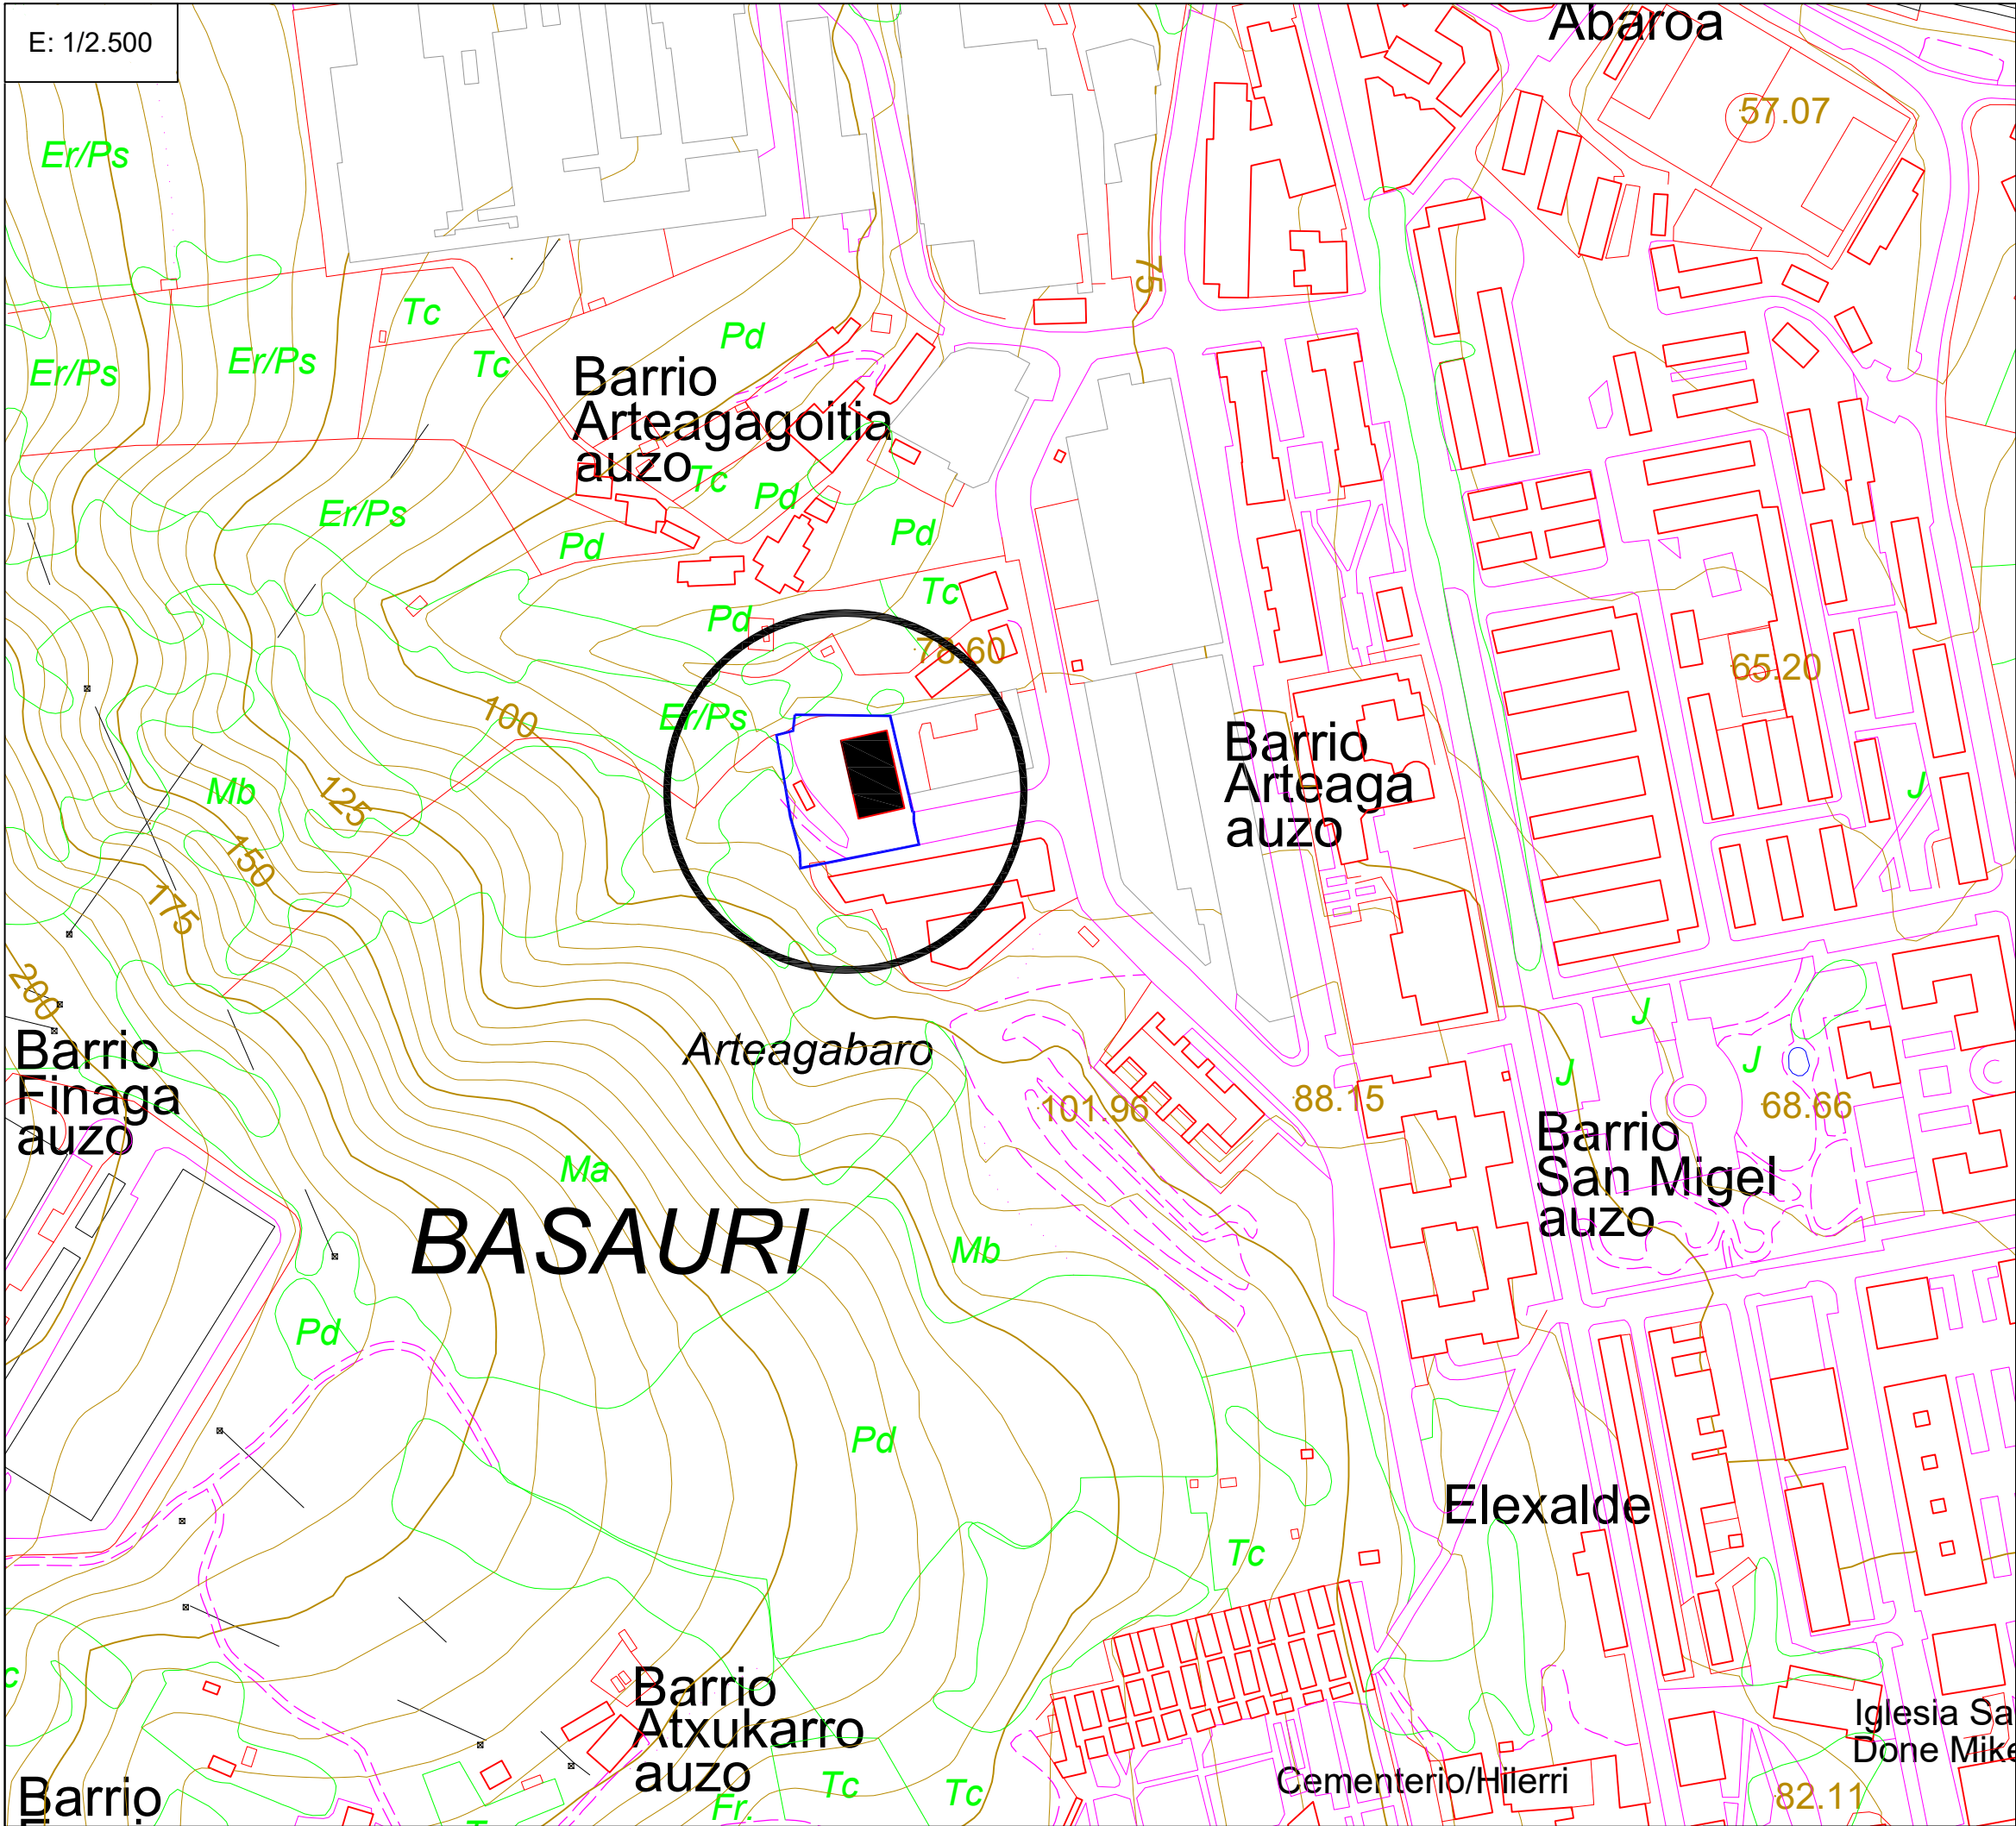 E: 1/2.500
Abaroa
57.07
Er/Ps
75
Tc
Pd
Er/Ps
Er/Ps
Tc
Barrio
Arteagagoitia
auzo
Tc
Pd
Er/Ps
Pd
Pd
Tc
Pd
78.60
65.20
Er/Ps
100
Barrio
Arteaga
auzo
Mb
125
J
150
175
200
J
Barrio
Finaga
auzo
Arteagabaro
101.96
88.15
J
J
68.66
Barrio
San Migel
auzo
Ma
BASAURI
Mb
Pd
Pd
Elexalde
Tc
c
Barrio
Atxukarro
auzo
Iglesia Sa
Done Mike
Cementerio/Hilerri
82.11
Tc
Tc
Fr.
Barrio